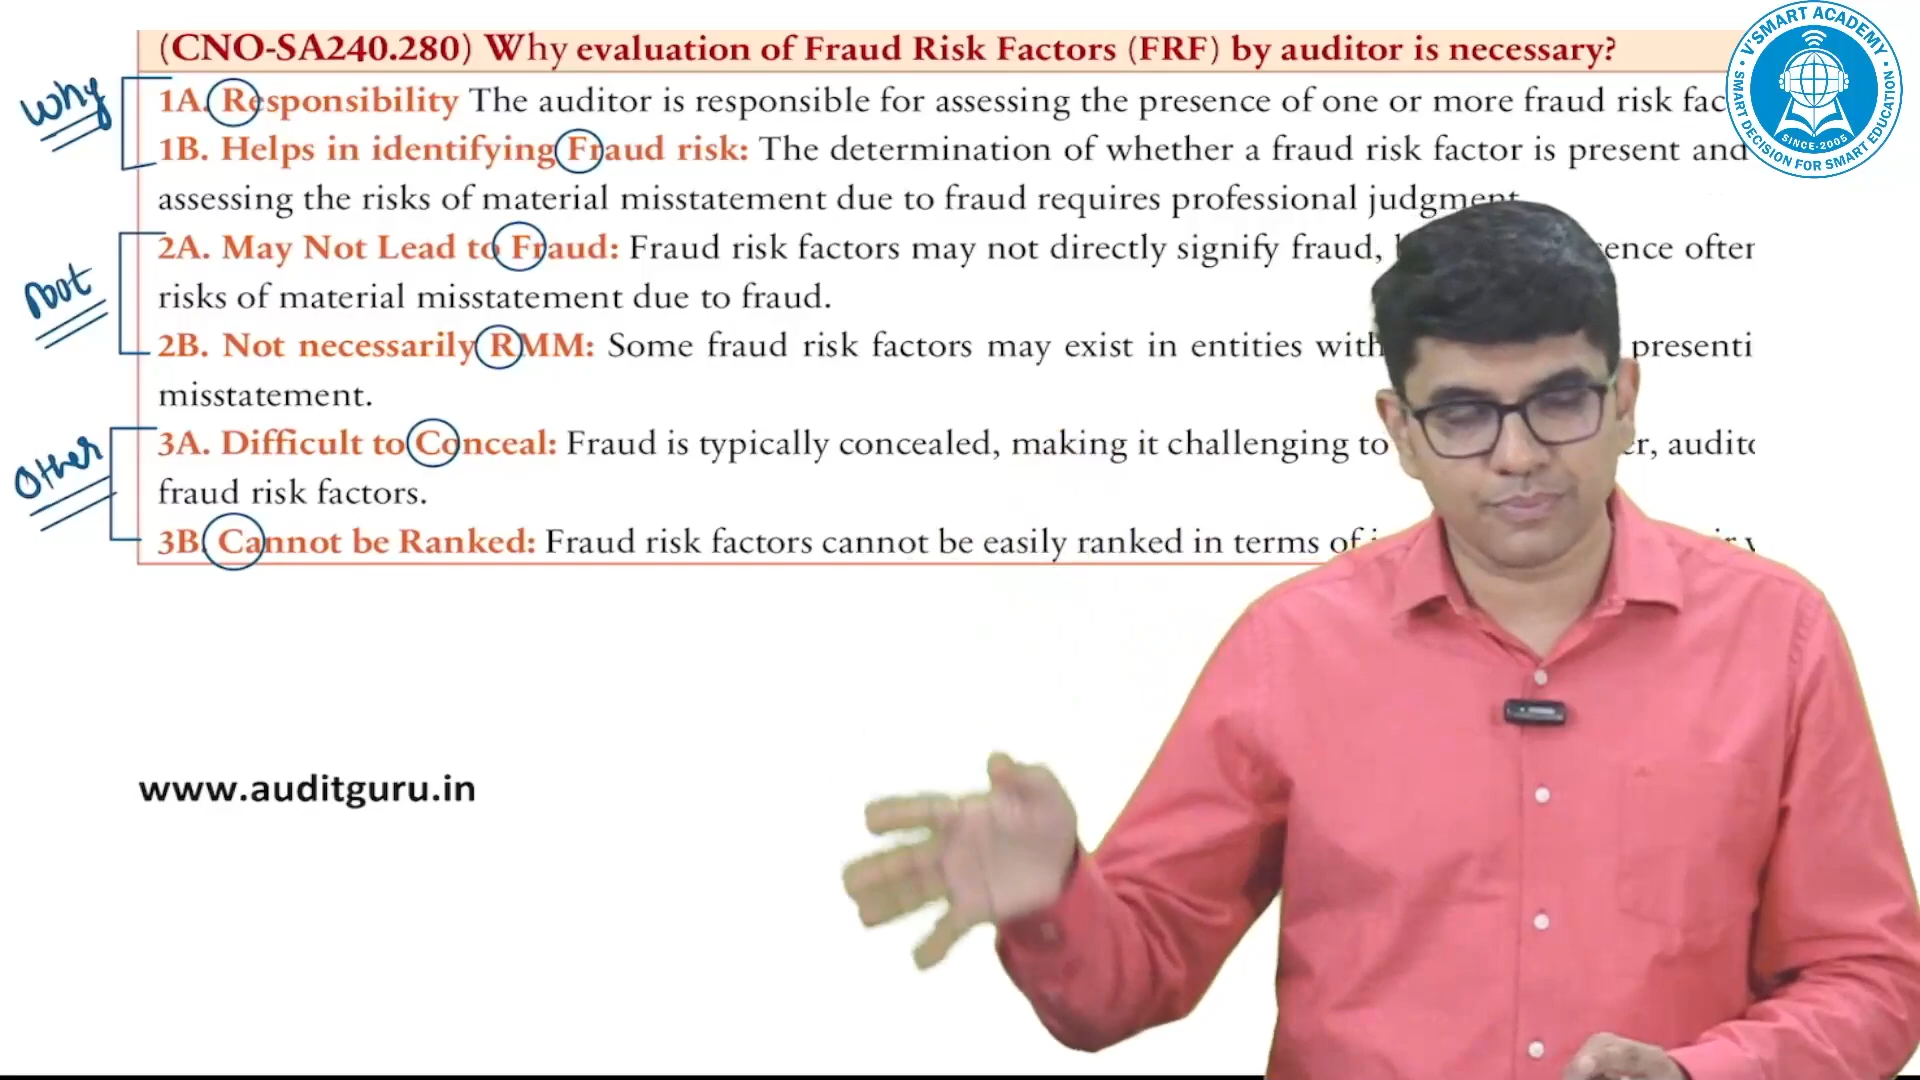 (CNO-SA240.280) Why evaluation of Fraud Risk Factors (FRF) by auditor is necessary?
Why
1A. Responsibility The auditor is responsible for assessing the presence of one or more fraud risk
1B. Helps in identifying Fraud risk: The determination of whether a fraud risk factor is present and
assessing the risks of material misstatement due to fraud requires professional judgment
Not
2A. May Not Lead to Fraud: Fraud risk factors may not directly signify fraud,
risks of material misstatement due to fraud.
2B. Not necessarily RMM: Some fraud risk factors may exist in entities
misstatement.
Other
3A. Difficult to Conceal: Fraud is typically concealed, making it challenging to
fraud risk factors.
3B. Cannot be Ranked: Fraud risk factors cannot be easily ranked in terms of
www.auditguru.in
V'SMART ACADEMY
SMART DECISION FOR SMART EDUCATION
SINCE-2005